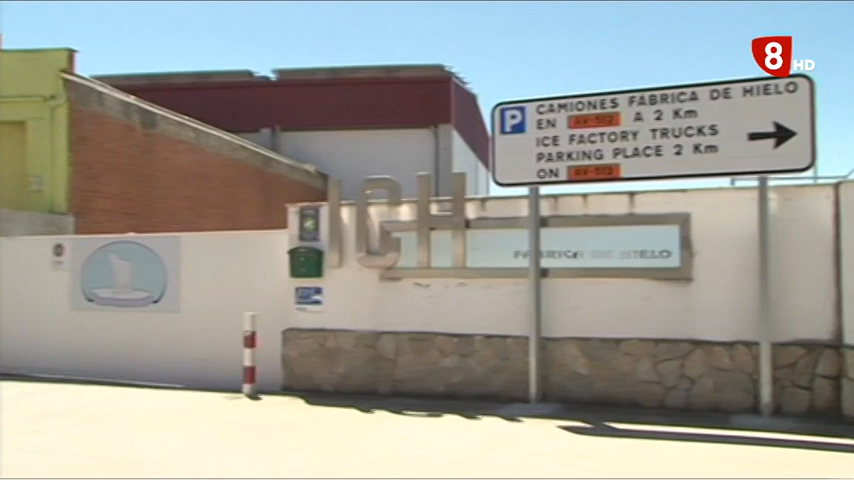 8 HD
P
CAMIONES FÁBRICA DE HIELO
EN AV-512 A 2 Km
ICE FACTORY TRUCKS
PARKING PLACE 2 Km
ON AV-512
IGH
FABRICA DE HIELO